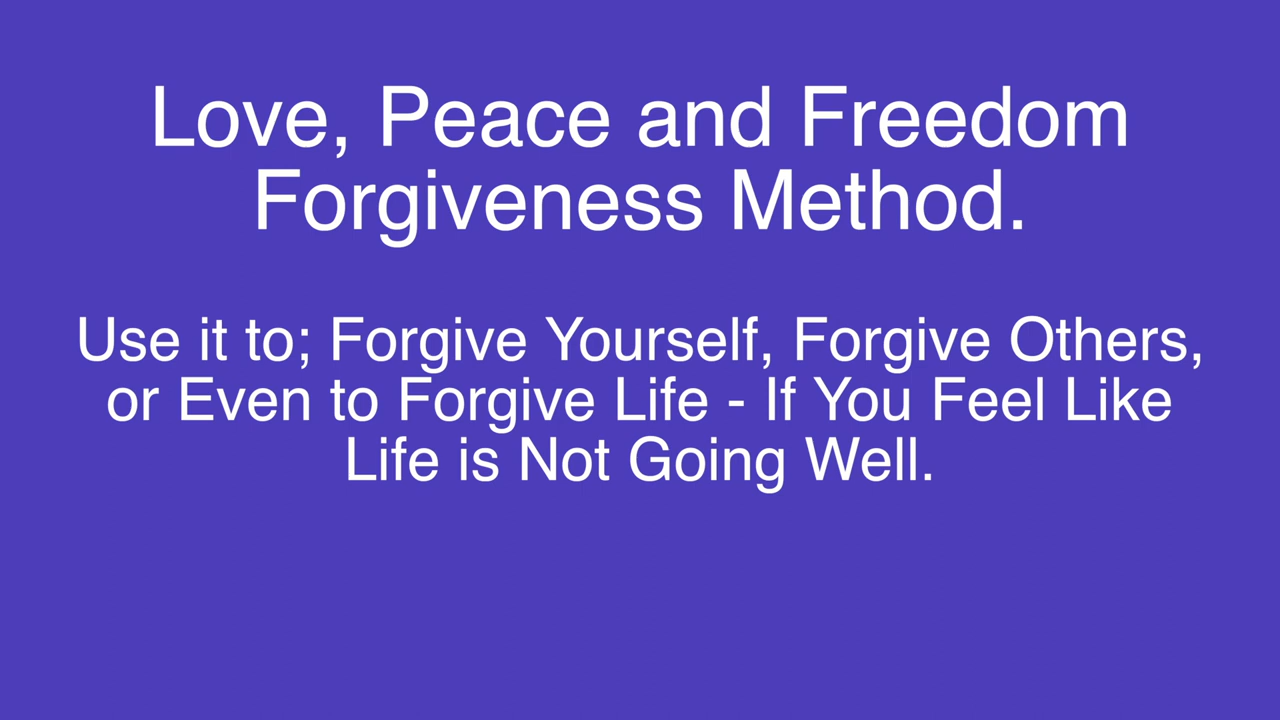 Love, Peace and Freedom
Forgiveness Method.
Use it to; Forgive Yourself, Forgive Others,
or Even to Forgive Life - If You Feel Like
Life is Not Going Well.